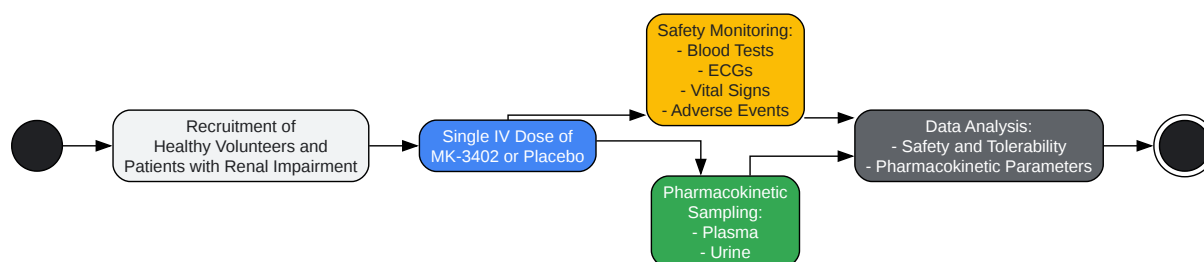 Recruitment of
Healthy Volunteers and
Patients with Renal Impairment
Single IV Dose of
MK-3402 or Placebo
Safety Monitoring:
- Blood Tests
- ECGs
- Vital Signs
- Adverse Events
Pharmacokinetic
Sampling:
- Plasma
- Urine
Data Analysis:
- Safety and Tolerability
- Pharmacokinetic Parameters